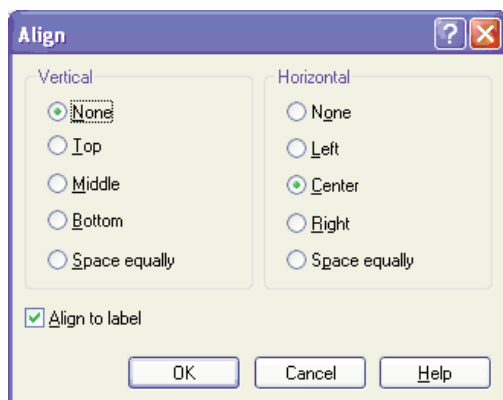 Align
Vertical
None
Top
Middle
Bottom
Space equally
Horizontal
None
Left
Center
Right
Space equally
Align to label
OK
Cancel
Help